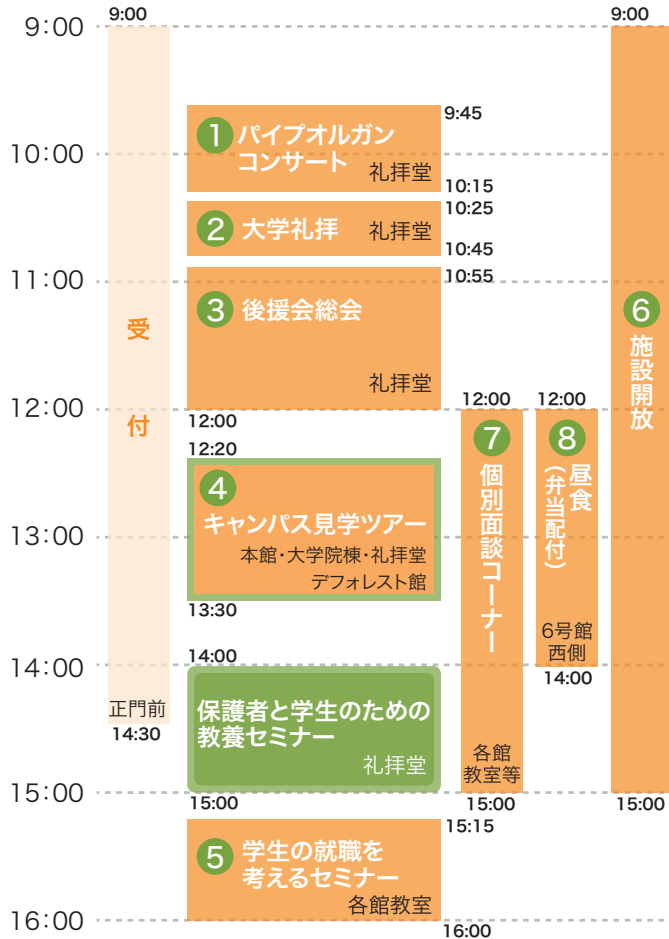 9:00
10:00
11:00
12:00
13:00
14:00
15:00
16:00
9:00
受付
正門前
14:30
9:45
1 パイプオルガン
コンサート
礼拝堂
10:15
10:25
2 大学礼拝 礼拝堂
10:45
10:55
3 後援会総会
礼拝堂
12:00
12:20
4
キャンパス見学ツアー
本館・大学院棟・礼拝堂
デフォレスト館
13:30
14:00
保護者と学生のための
教養セミナー
礼拝堂
15:00
15:15
5 学生の就職を
考えるセミナー
各館教室
16:00
12:00
7
個別面談コーナー
各館
教室等
15:00
12:00
8
昼食
(弁当配付)
6号館
西側
14:00
9:00
6
施設開放
15:00